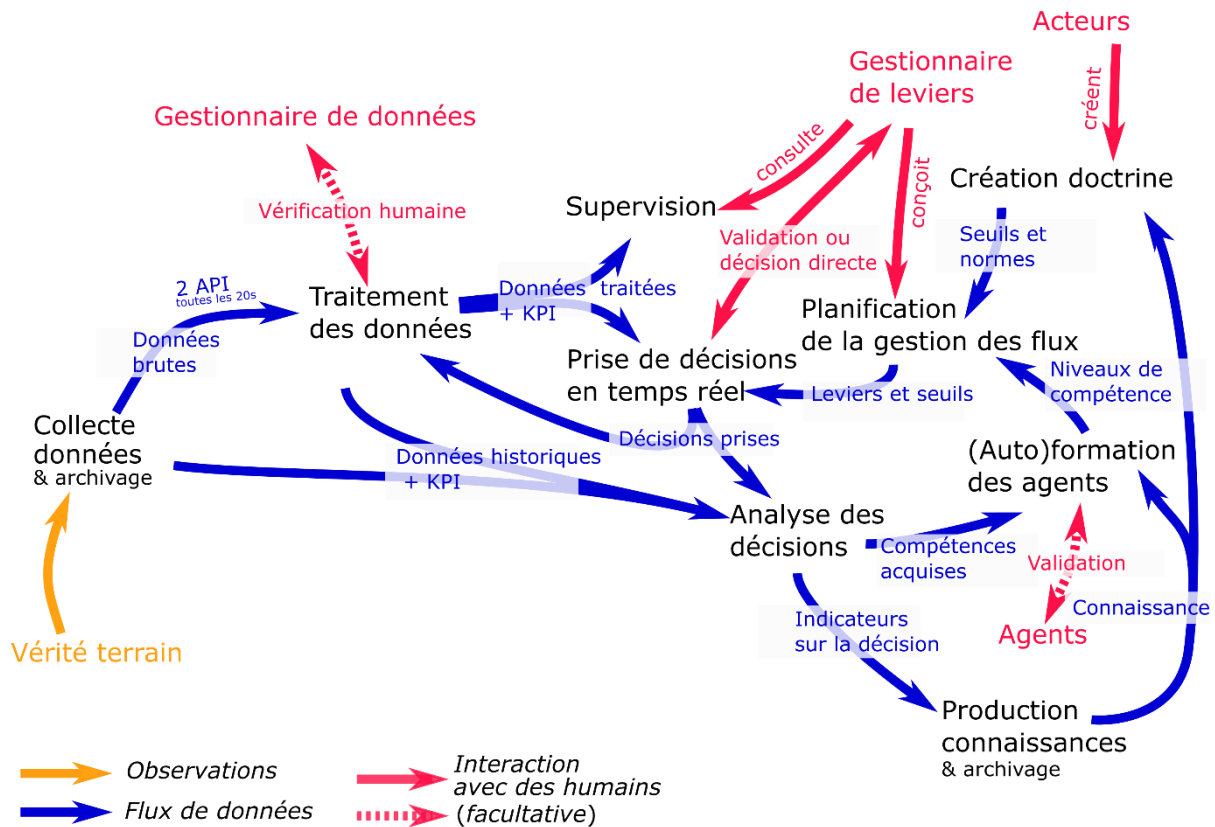 Acteurs
Gestionnaire
de leviers
créent
Gestionnaire de données
consulte
conçoit
Création doctrine
Vérification humaine
Supervision
Validation ou
décision directe
Seuils et
normes
2 API
toutes les 20s
Traitement
des données
Données traitées
+ KPI
Planification
de la gestion des flux
Données
brutes
Prise de décisions
en temps réel
Leviers et seuils
Niveaux de
compétence
Collecte
données
& archivage
Décisions prises
Données historiques
+ KPI
(Auto)formation
des agents
Analyse des
décisions
Compétences
acquises
Validation
Connaissance
Vérité terrain
Indicateurs
sur la décision
Agents
Production
connaissances
& archivage
Observations
Flux de données
Interaction
avec des humains
(facultative)